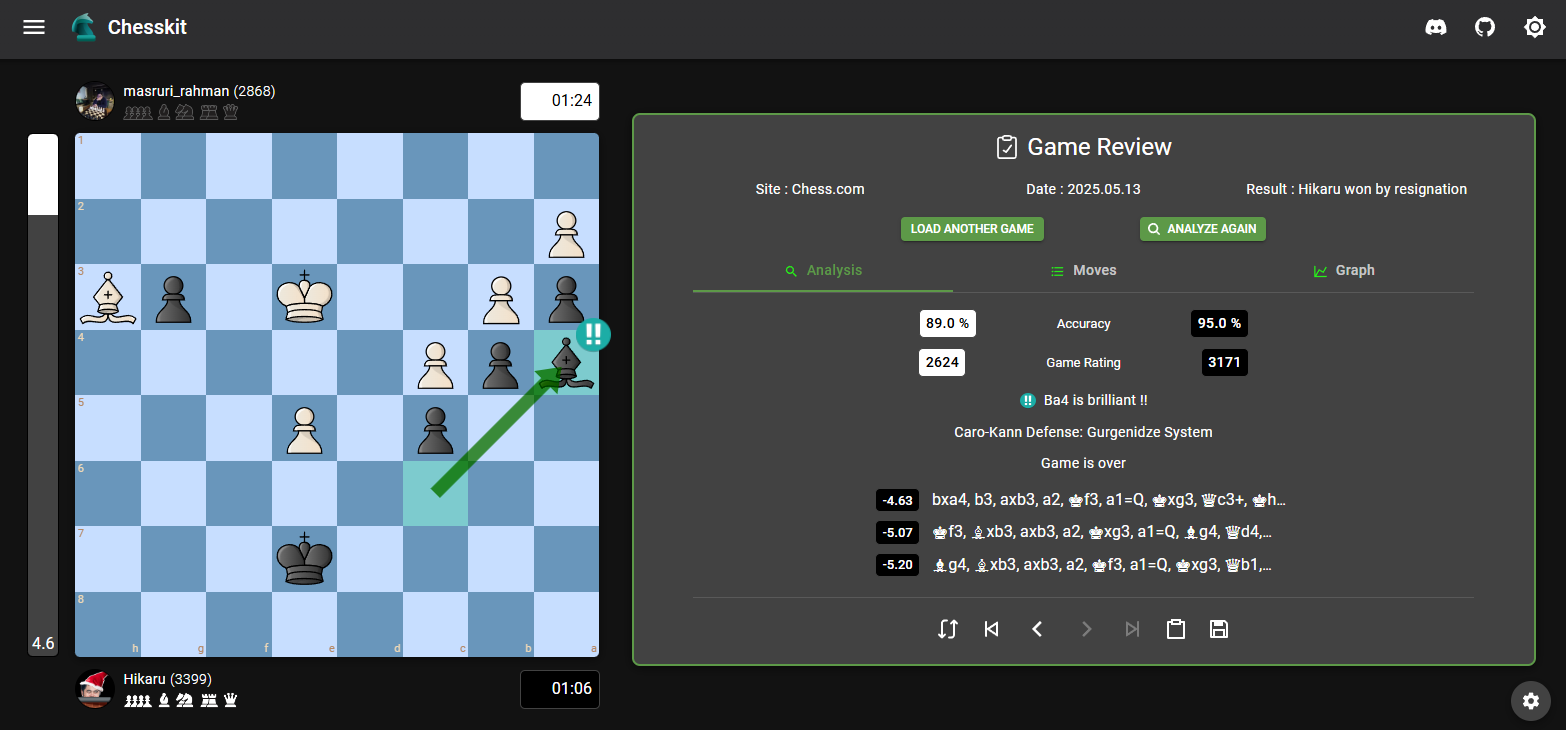 Chesskit
masruri_rahman (2868)
01:24
1
2
3
4
5
6
7
8
h g f e d c b a
4.6
Hikaru (3399)
01:06
Game Review
Site : Chess.com Date : 2025.05.13 Result : Hikaru won by resignation
LOAD ANOTHER GAME ANALYZE AGAIN
Analysis Moves Graph
89.0 % Accuracy 95.0 %
2624 Game Rating 3171
!! Ba4 is brilliant !!
Caro-Kann Defense: Gurgenidze System
Game is over
-4.63 bxa4, b3, axb3, a2, ♚f3, a1=Q, ♚xg3, ♕c3+, ♚h…
-5.07 ♚f3, ♗xb3, axb3, a2, ♚xg3, a1=Q, ♝g4, ♕d4,…
-5.20 ♝g4, ♗xb3, axb3, a2, ♚f3, a1=Q, ♚xg3, ♕b1,…